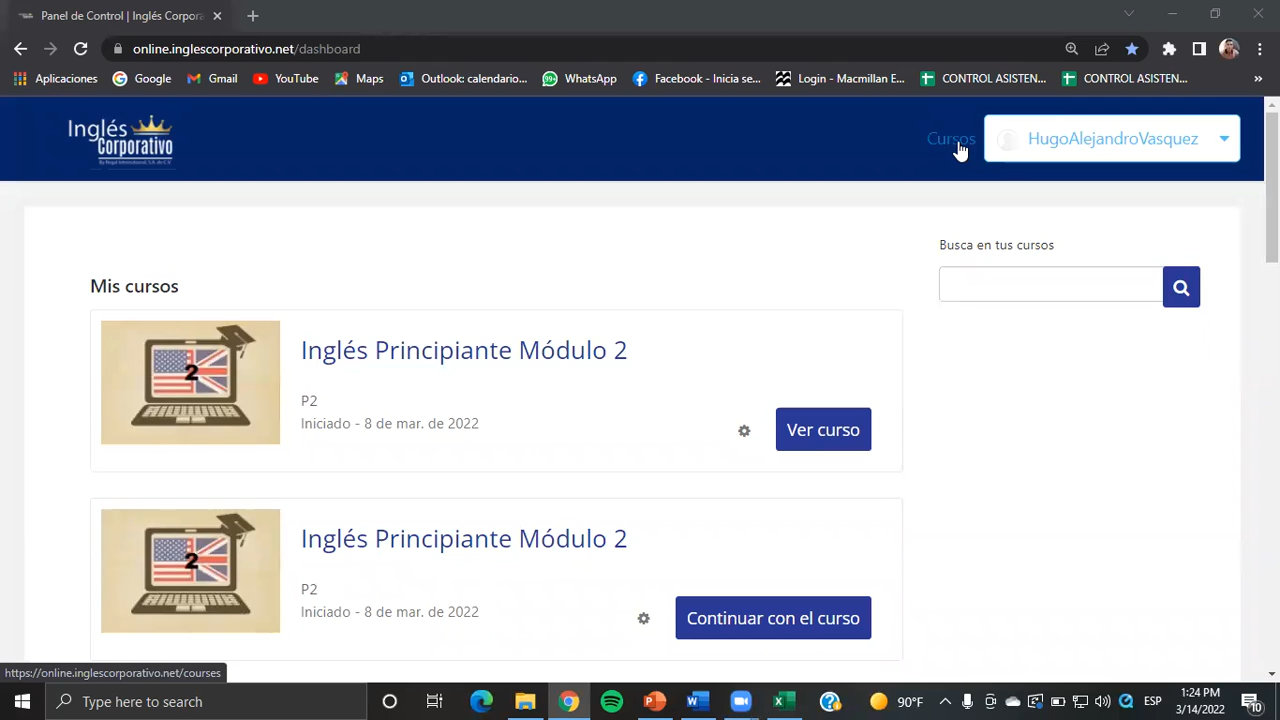 Panel de Control | Inglés Corpora
online.inglescorporativo.net/dashboard
Aplicaciones Google Gmail YouTube Maps Outlook: calendario... WhatsApp Facebook - Inicia se... Login - Macmillan E... CONTROL ASISTEN... CONTROL ASISTEN... »
99+
Inglés
Corporativo
Cursos HugoAlejandroVasquez
Busca en tus cursos
Mis cursos
2
Inglés Principiante Módulo 2
P2
Iniciado - 8 de mar. de 2022
Ver curso
2
Inglés Principiante Módulo 2
P2
Iniciado - 8 de mar. de 2022
Continuar con el curso
https://online.inglescorporativo.net/courses
Type here to search
90°F ESP
1:24 PM
3/14/2022
10